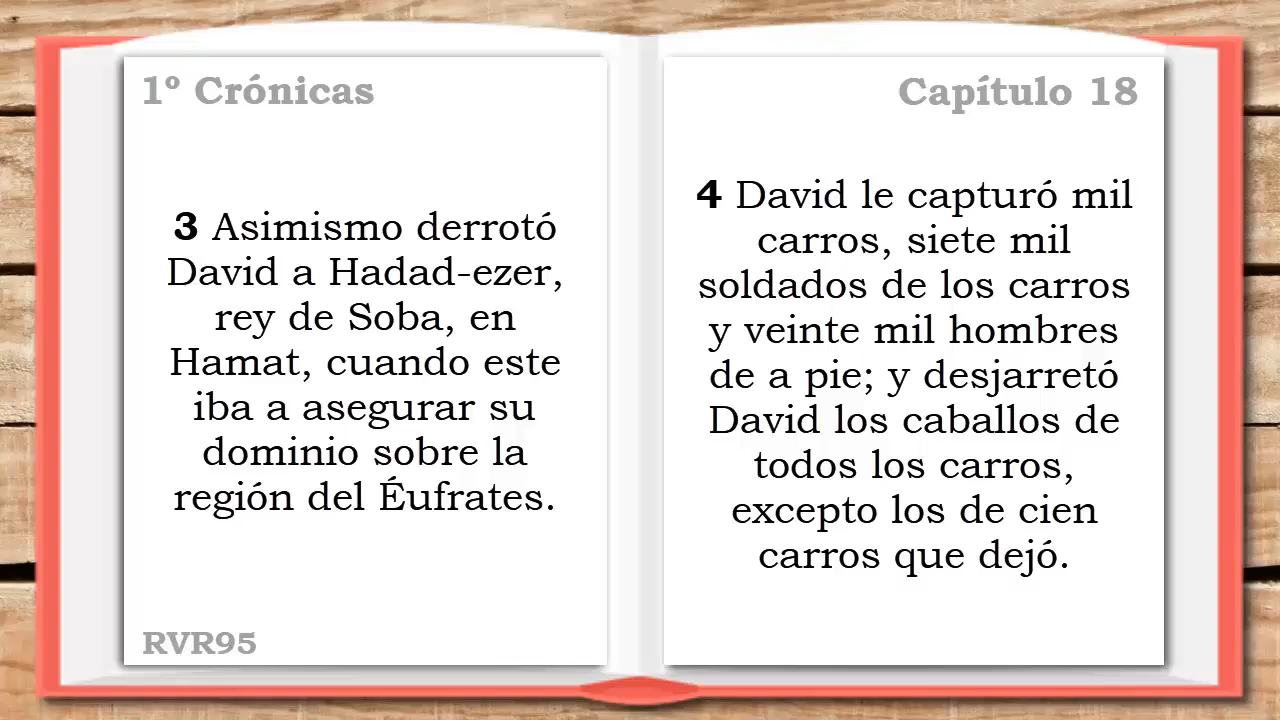 1º Crónicas
3 Asimismo derrotó
David a Hadad-ezer,
rey de Soba, en
Hamat, cuando este
iba a asegurar su
dominio sobre la
región del Éufrates.
RVR95
Capítulo 18
4 David le capturó mil
carros, siete mil
soldados de los carros
y veinte mil hombres
de a pie; y desjarretó
David los caballos de
todos los carros,
excepto los de cien
carros que dejó.